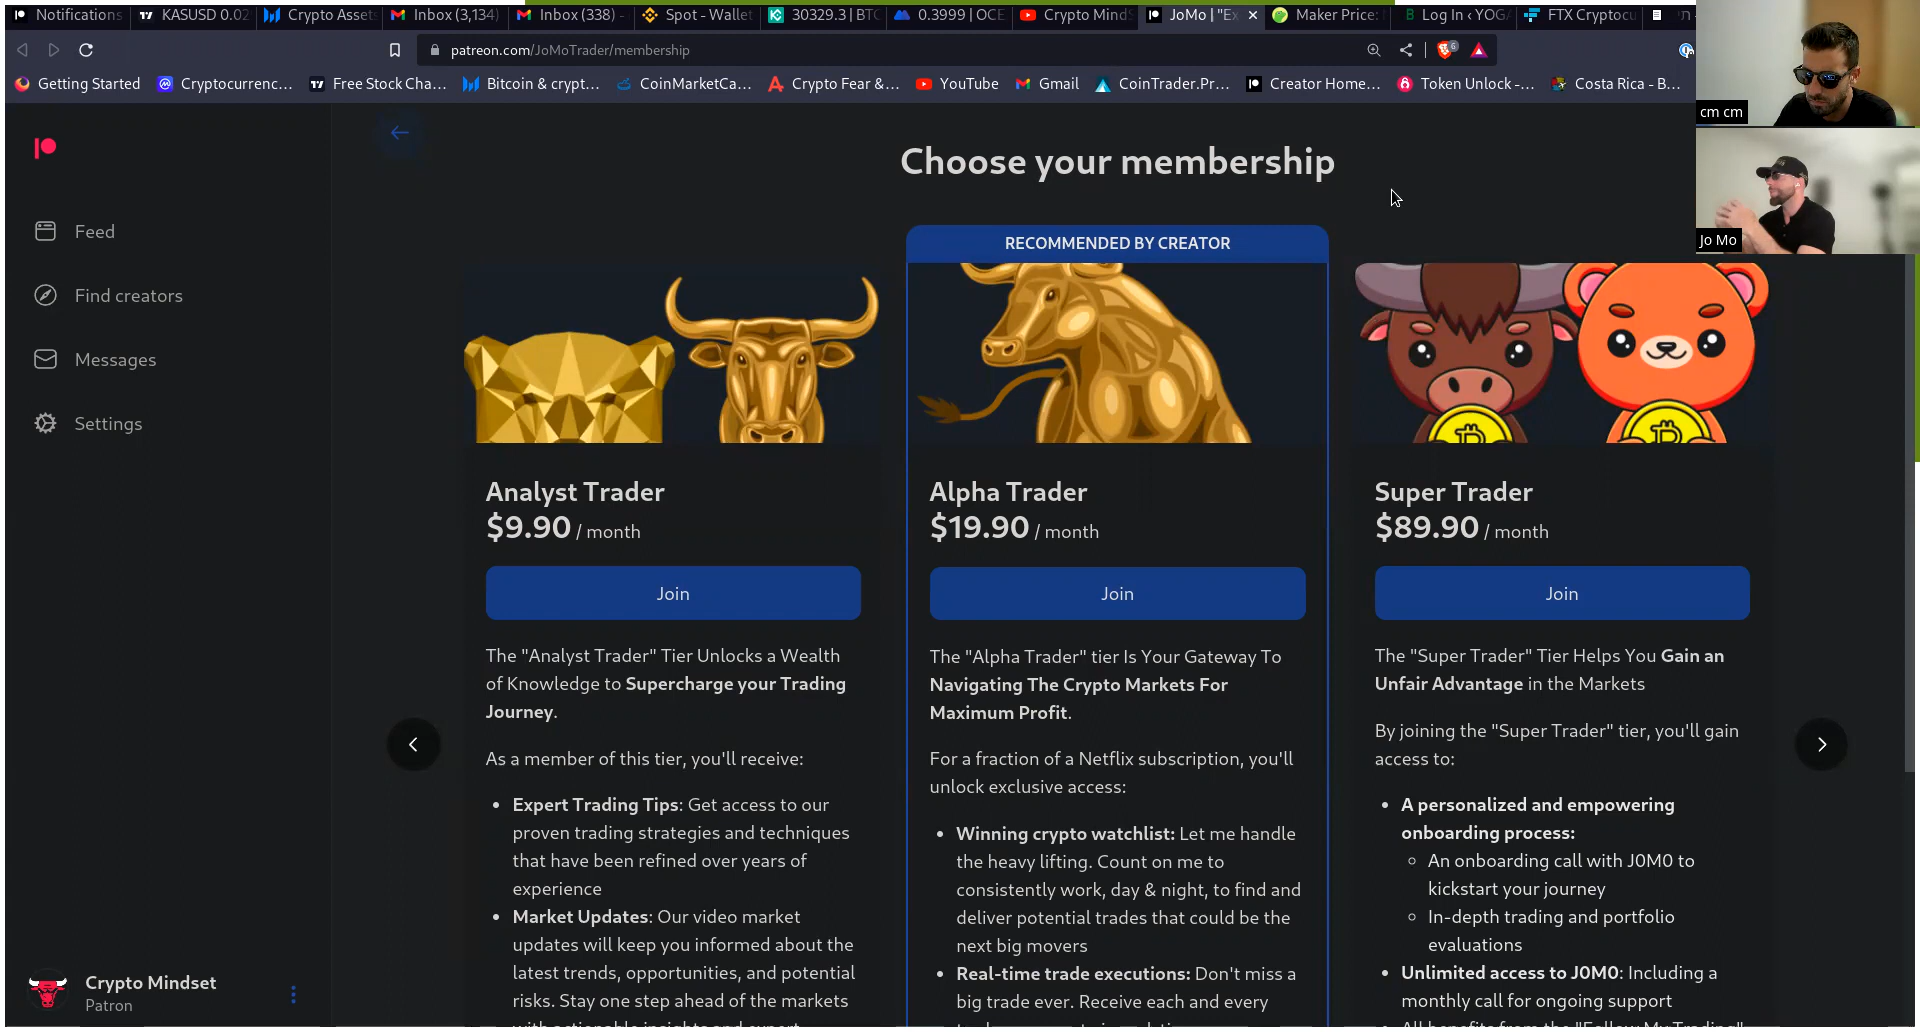 Notifications
KASUSD 0.02
Crypto Assets
Inbox (3,134)
Inbox (338) -
Spot - Wallet
30329.3 | BTC
0.3999 | OCE
Crypto Minds
JoMo | "Ex
Maker Price:
Log In ‹ YOGA
FTX Cryptocu
patreon.com/JoMoTrader/membership
6
Getting Started
Cryptocurrenc...
Free Stock Cha...
Bitcoin & crypt...
CoinMarketCa...
Crypto Fear &...
YouTube
Gmail
CoinTrader.Pr...
Creator Home...
Token Unlock -...
Costa Rica - B...
cm cm
Jo Mo
Feed
Find creators
Messages
Settings
Crypto Mindset
Patron
Choose your membership
Analyst Trader
$9.90 / month
Join
The "Analyst Trader" Tier Unlocks a Wealth
of Knowledge to Supercharge your Trading
Journey.
As a member of this tier, you'll receive:
• Expert Trading Tips: Get access to our
proven trading strategies and techniques
that have been refined over years of
experience
• Market Updates: Our video market
updates will keep you informed about the
latest trends, opportunities, and potential
risks. Stay one step ahead of the markets
RECOMMENDED BY CREATOR
Alpha Trader
$19.90 / month
Join
The "Alpha Trader" tier Is Your Gateway To
Navigating The Crypto Markets For
Maximum Profit.
For a fraction of a Netflix subscription, you'll
unlock exclusive access:
• Winning crypto watchlist: Let me handle
the heavy lifting. Count on me to
consistently work, day & night, to find and
deliver potential trades that could be the
next big movers
• Real-time trade executions: Don't miss a
big trade ever. Receive each and every
Super Trader
$89.90 / month
Join
The "Super Trader" Tier Helps You Gain an
Unfair Advantage in the Markets
By joining the "Super Trader" tier, you'll gain
access to:
• A personalized and empowering
onboarding process:
◦ An onboarding call with J0M0 to
kickstart your journey
◦ In-depth trading and portfolio
evaluations
• Unlimited access to J0M0: Including a
monthly call for ongoing support